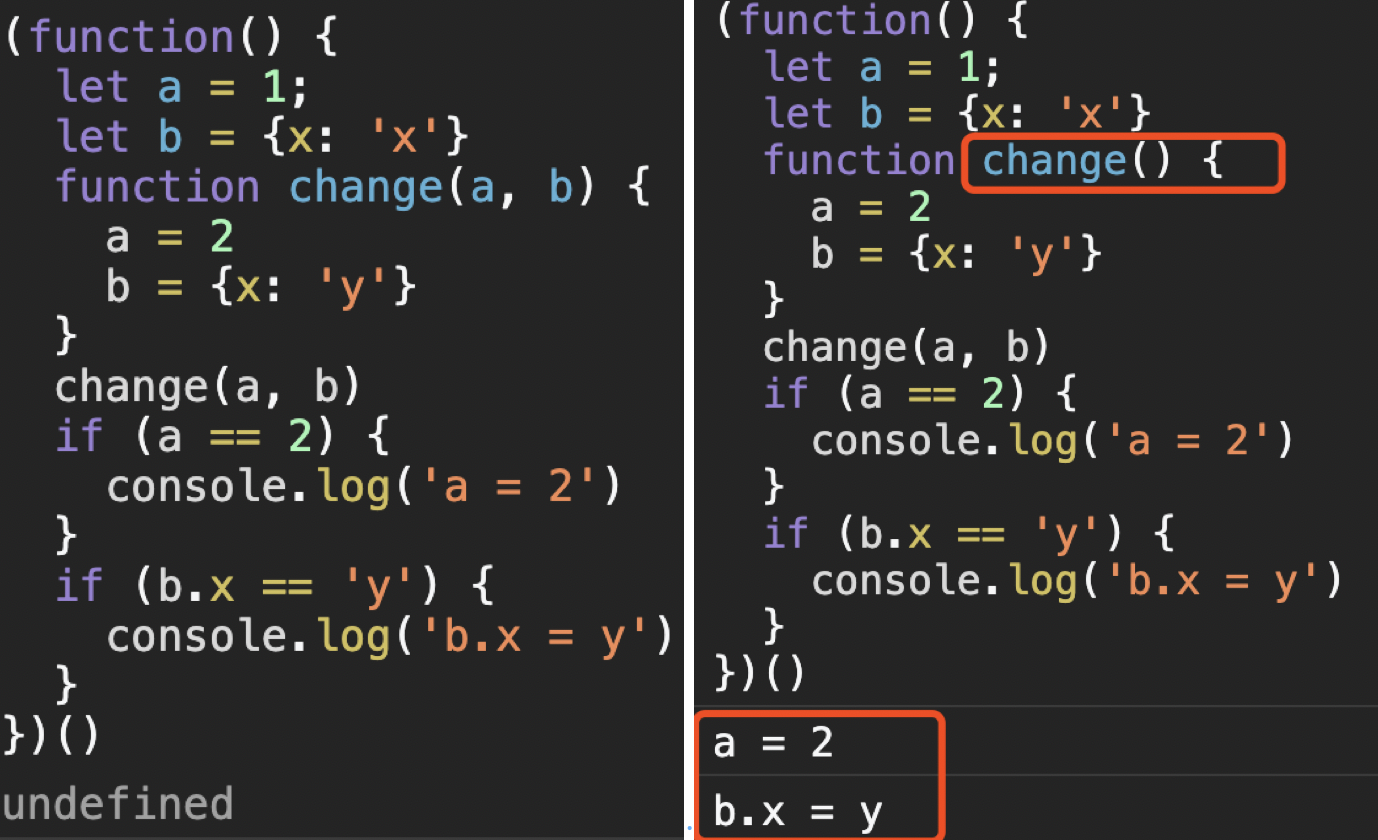 (function() {
  let a = 1;
  let b = {x: 'x'}
  function change(a, b) {
    a = 2
    b = {x: 'y'}
  }
  change(a, b)
  if (a == 2) {
    console.log('a = 2')
  }
  if (b.x == 'y') {
    console.log('b.x = y')
  }
})()
undefined
(function() {
  let a = 1;
  let b = {x: 'x'}
  function change() {
    a = 2
    b = {x: 'y'}
  }
  change(a, b)
  if (a == 2) {
    console.log('a = 2')
  }
  if (b.x == 'y') {
    console.log('b.x = y')
  }
})()
a = 2
b.x = y